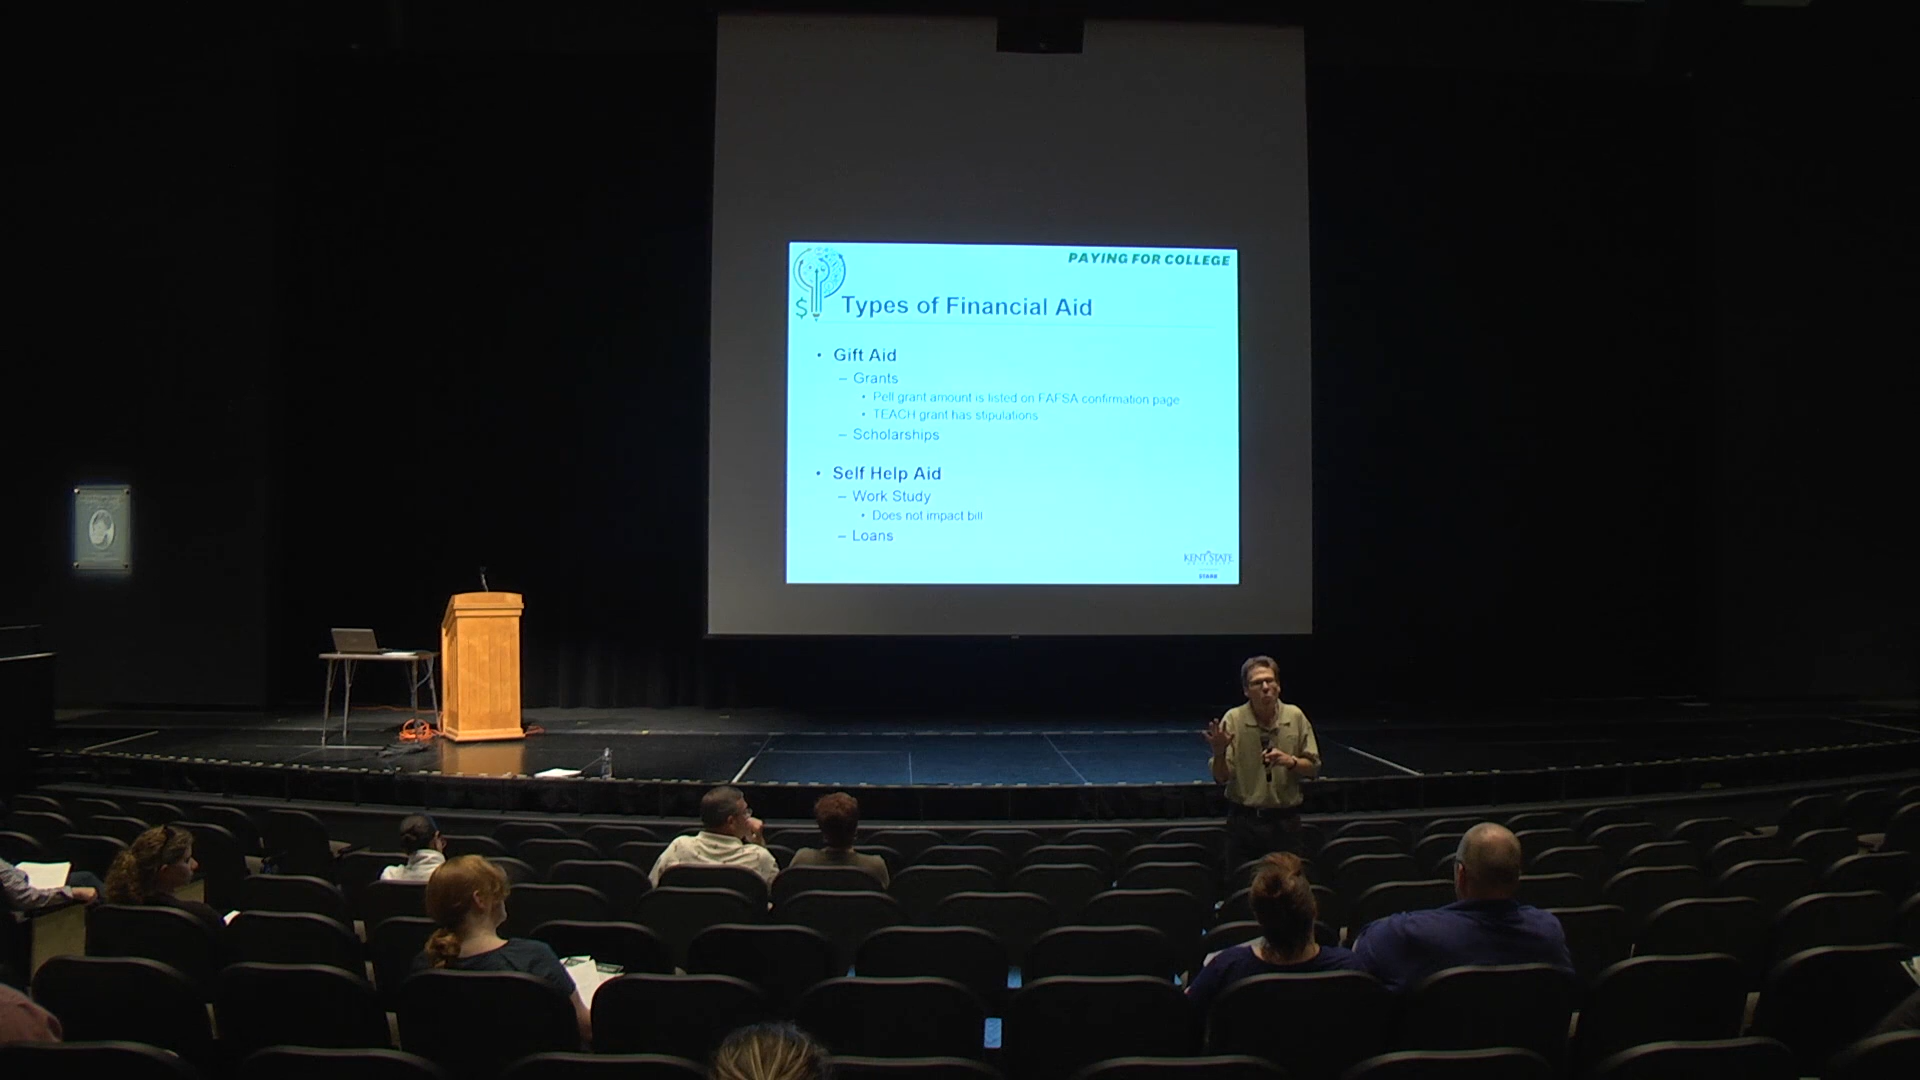 PAYING FOR COLLEGE
$
Types of Financial Aid
• Gift Aid
– Grants
• Pell grant amount is listed on FAFSA confirmation page
• TEACH grant has stipulations
– Scholarships
• Self Help Aid
– Work Study
• Does not impact bill
– Loans
KENT STATE
STARK